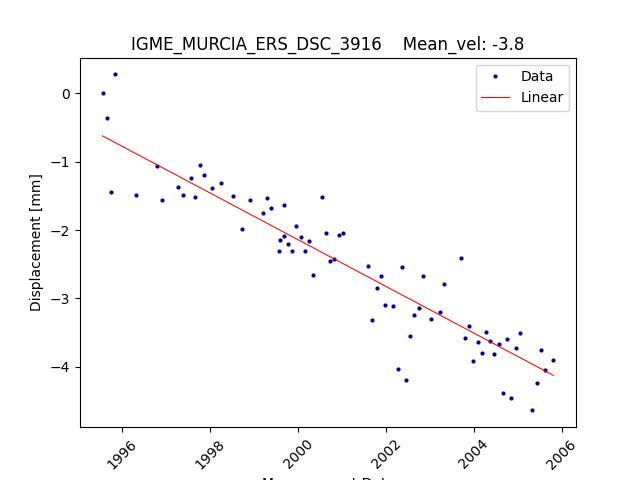 IGME_MURCIA_ERS_DSC_3916 Mean_vel: -3.8
Data
Linear
Displacement [mm]
0
−1
−2
−3
−4
1996
1998
2000
2002
2004
2006